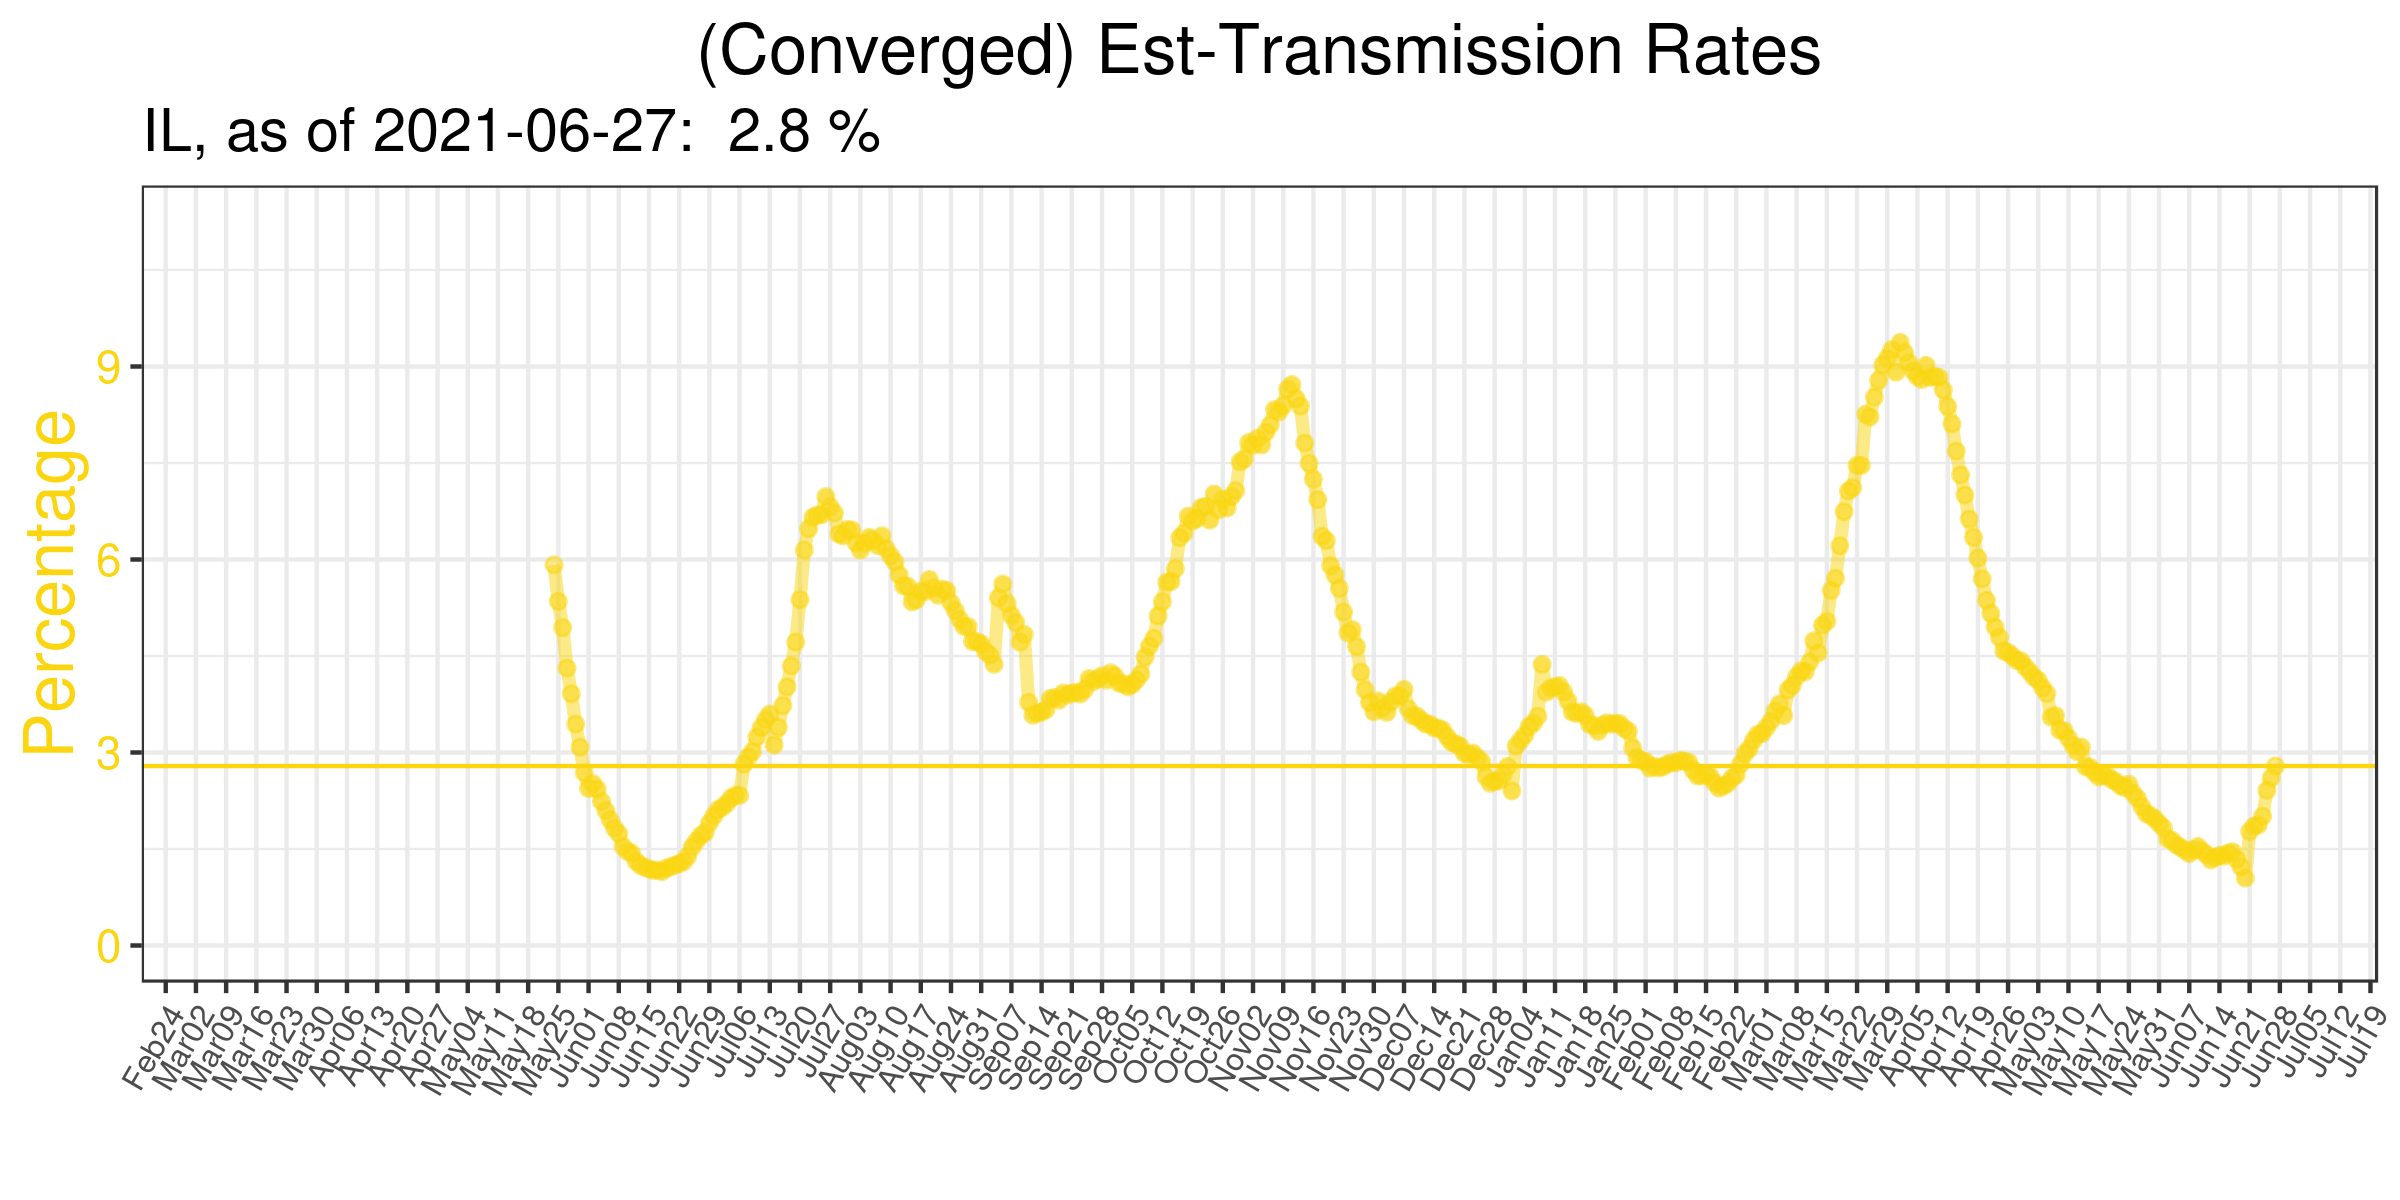 (Converged) Est-Transmission Rates
IL, as of 2021-06-27:  2.8 %
Percentage
9
6
3
0
Feb24
Mar02
Mar09
Mar16
Mar23
Mar30
Apr06
Apr13
Apr20
Apr27
May04
May11
May18
May25
Jun01
Jun08
Jun15
Jun22
Jun29
Jul06
Jul13
Jul20
Jul27
Aug03
Aug10
Aug17
Aug24
Aug31
Sep07
Sep14
Sep21
Sep28
Oct05
Oct12
Oct19
Oct26
Nov02
Nov09
Nov16
Nov23
Nov30
Dec07
Dec14
Dec21
Dec28
Jan04
Jan11
Jan18
Jan25
Feb01
Feb08
Feb15
Feb22
Mar01
Mar08
Mar15
Mar22
Mar29
Apr05
Apr12
Apr19
Apr26
May03
May10
May17
May24
May31
Jun07
Jun14
Jun21
Jun28
Jul05
Jul12
Jul19